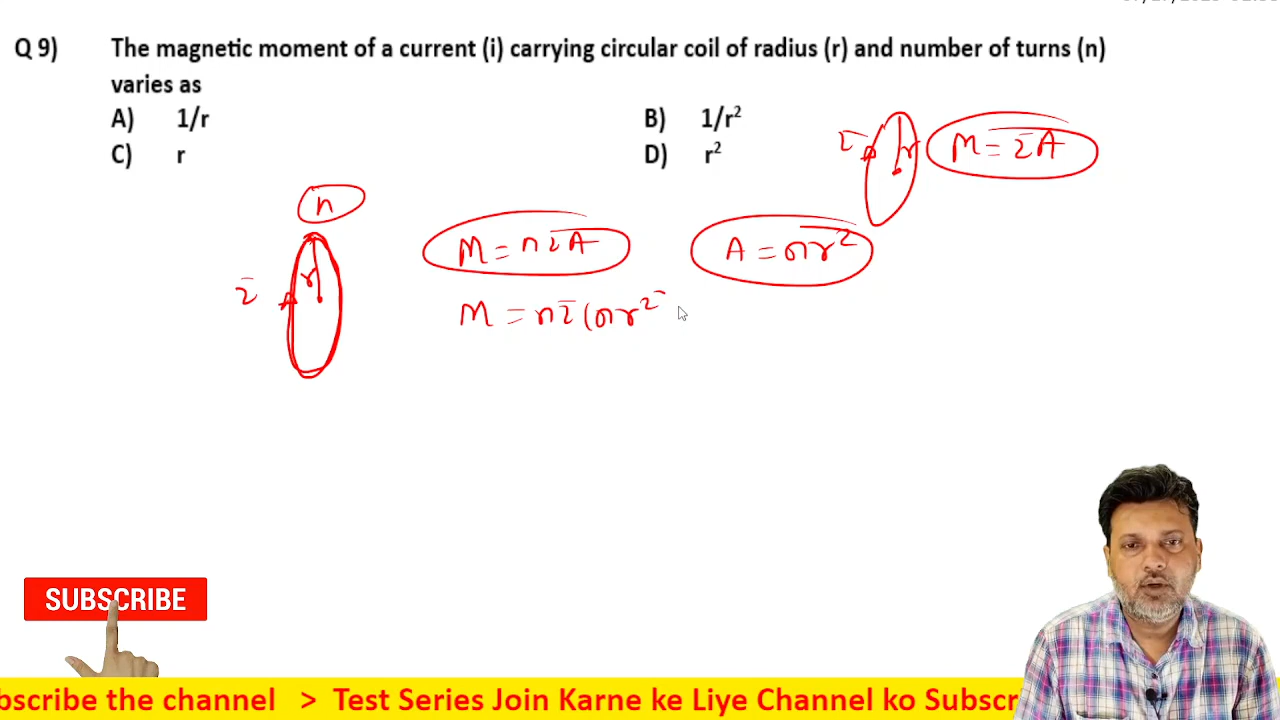 Q 9) The magnetic moment of a current (i) carrying circular coil of radius (r) and number of turns (n)
varies as
A) 1/r B) 1/r²
C) r D) r²
i r M = iA
n
M = niA A = πr²
i r
M = ni(πr²
SUBSCRIBE
bscribe the channel > Test Series Join Karne ke Liye Channel ko Subscr